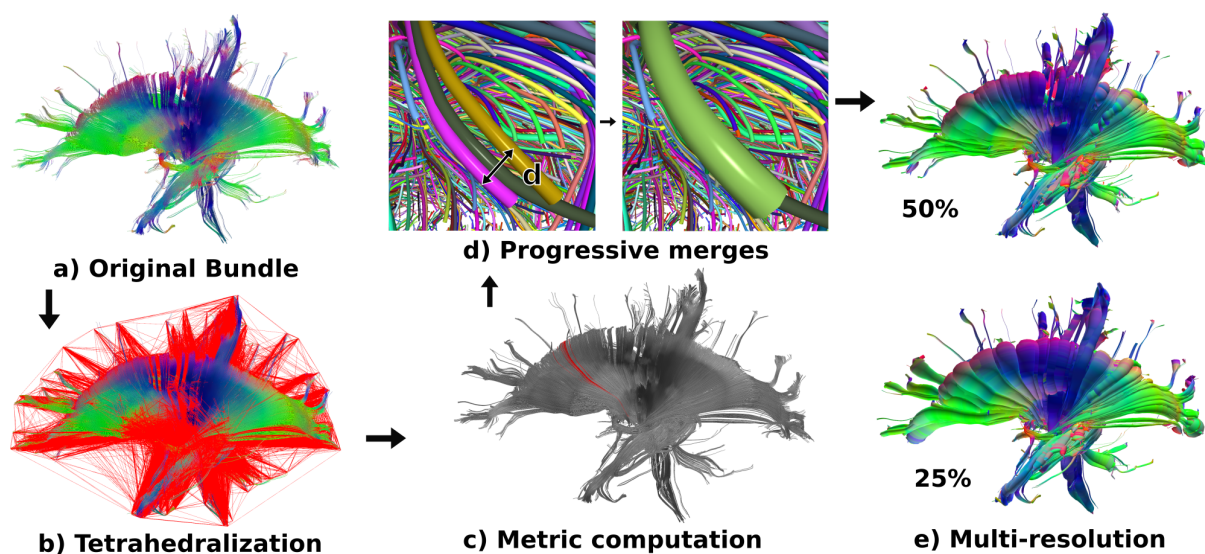 a) Original Bundle
b) Tetrahedralization
c) Metric computation
d
d) Progressive merges
50%
25%
e) Multi-resolution